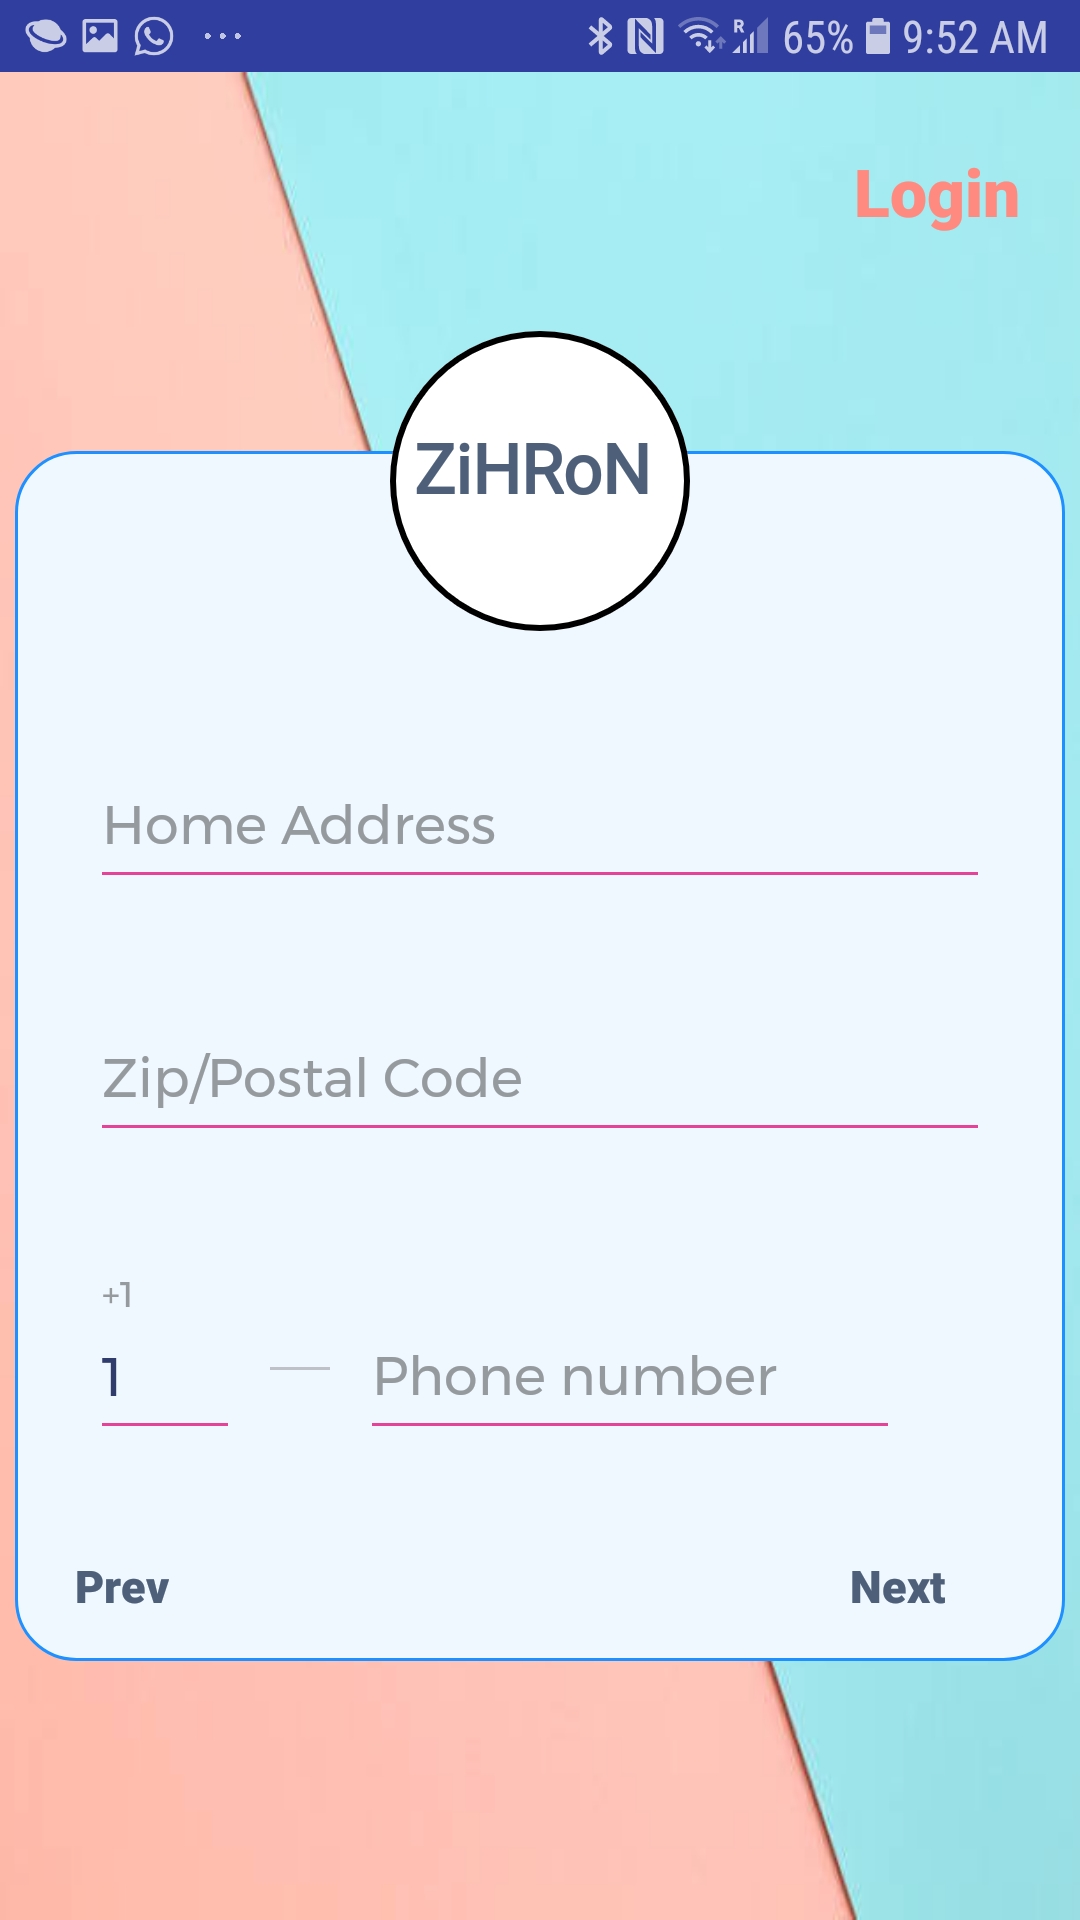 65% 9:52 AM
Login
ZiHRoN
Home Address
Zip/Postal Code
+1
1
Phone number
Prev
Next